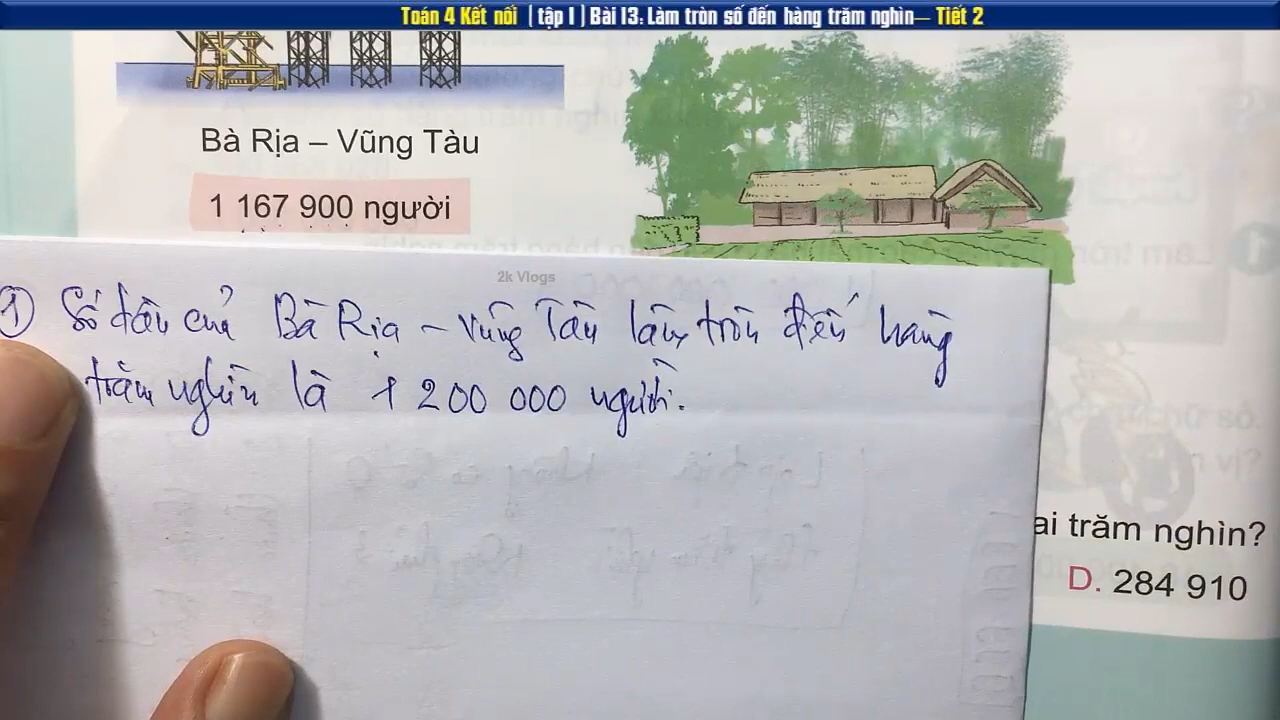 Toán 4 Kết nối ( tập 1 ) Bài 13: Làm tròn số đến hàng trăm nghìn – Tiết 2
Bà Rịa – Vũng Tàu
1 167 900 người
2k Vlogs
① Số dân của Bà Rịa – Vũng Tàu làm tròn đến hàng
trăm nghìn là 1 200 000 người.
ai trăm nghìn?
D. 284 910